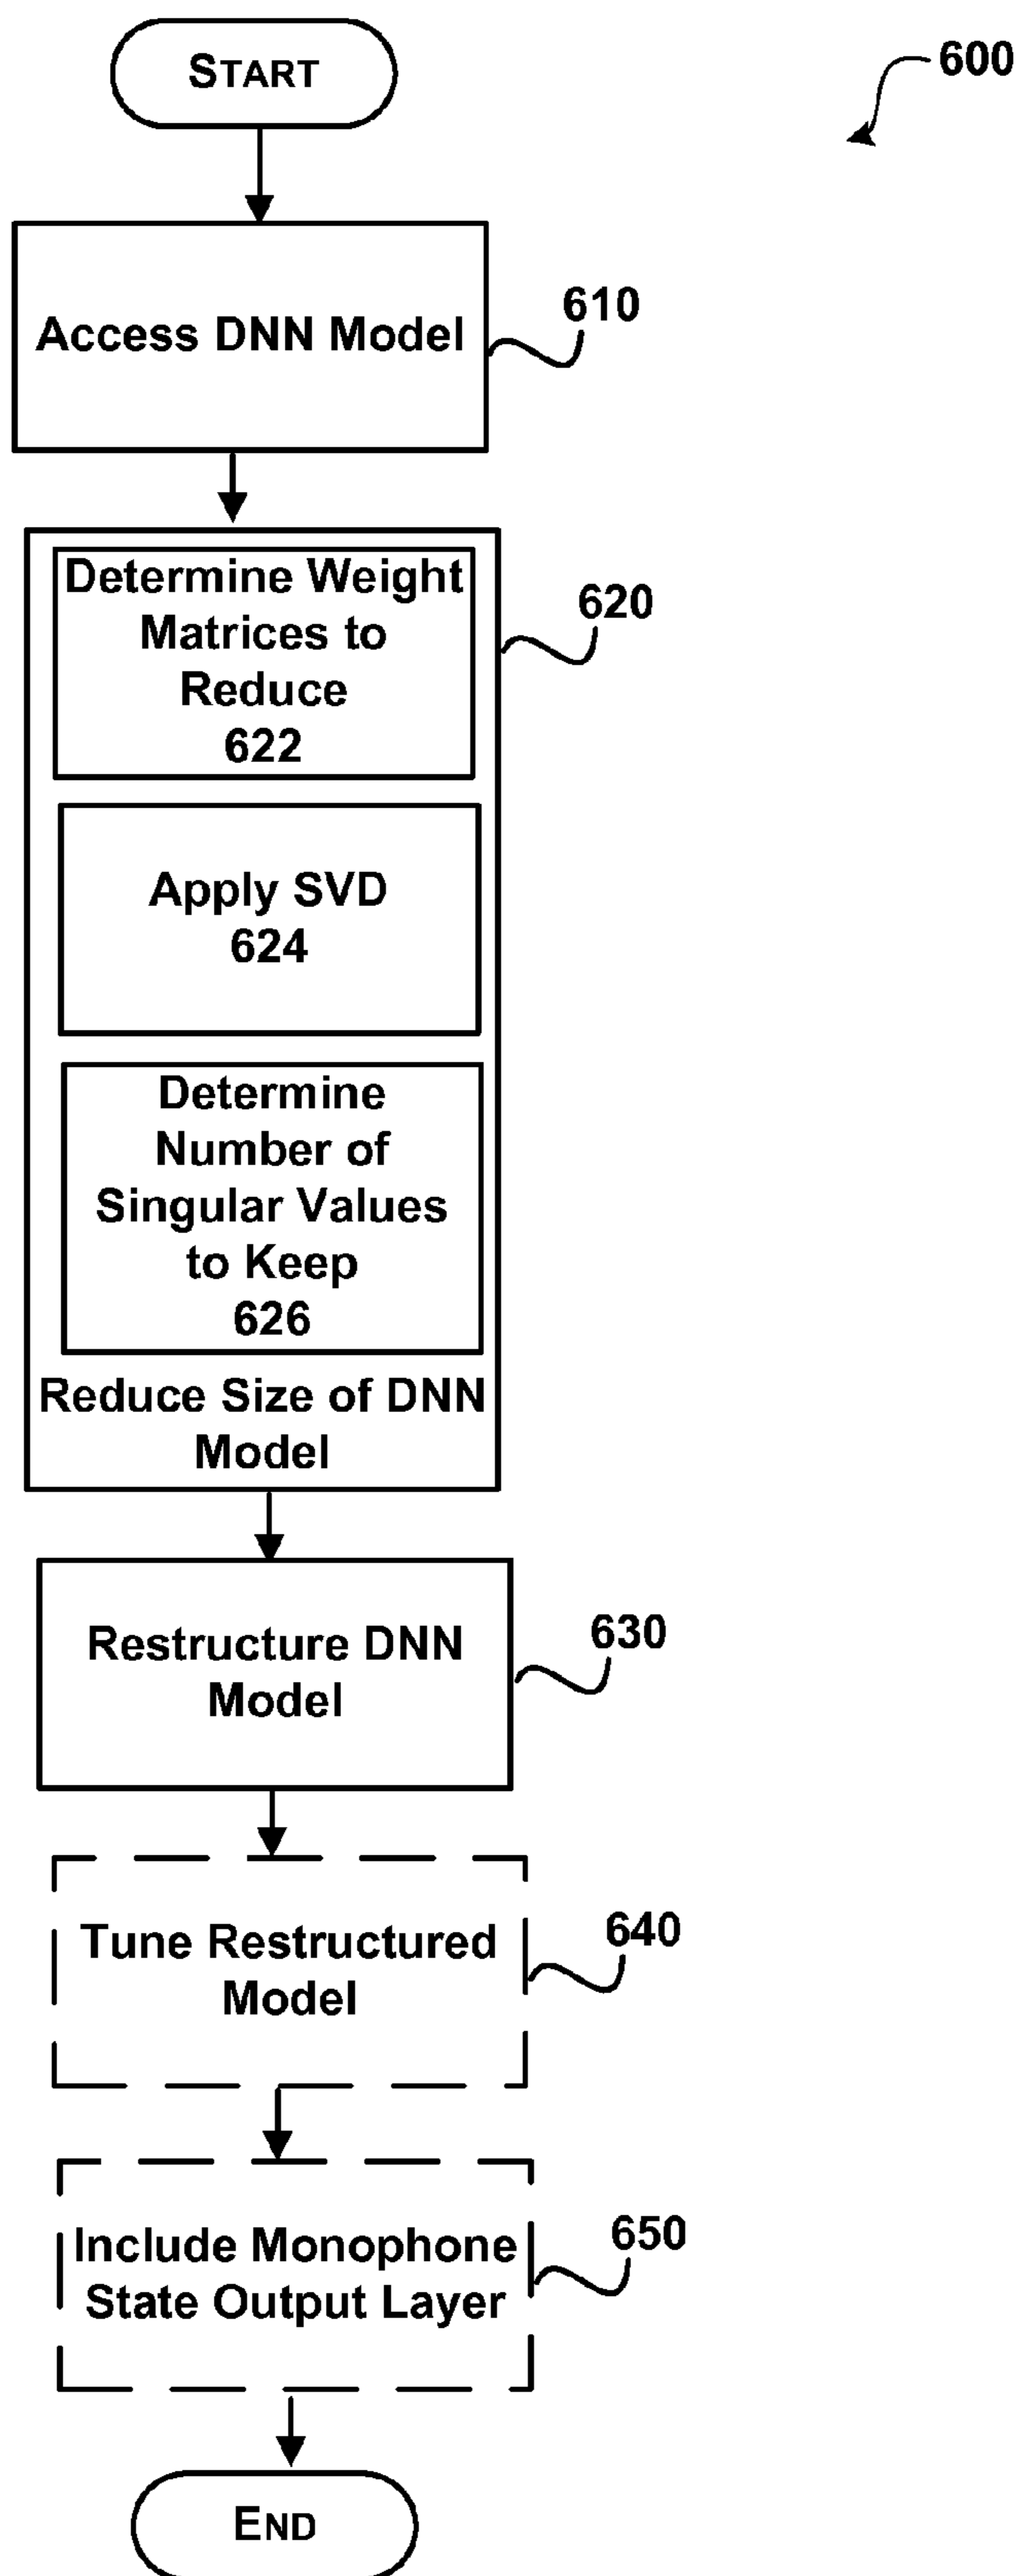 START
600
Access DNN Model
610
Determine Weight
Matrices to
Reduce
622
620
Apply SVD
624
Determine
Number of
Singular Values
to Keep
626
Reduce Size of DNN
Model
Restructure DNN
Model
630
Tune Restructured
Model
640
Include Monophone
State Output Layer
650
END